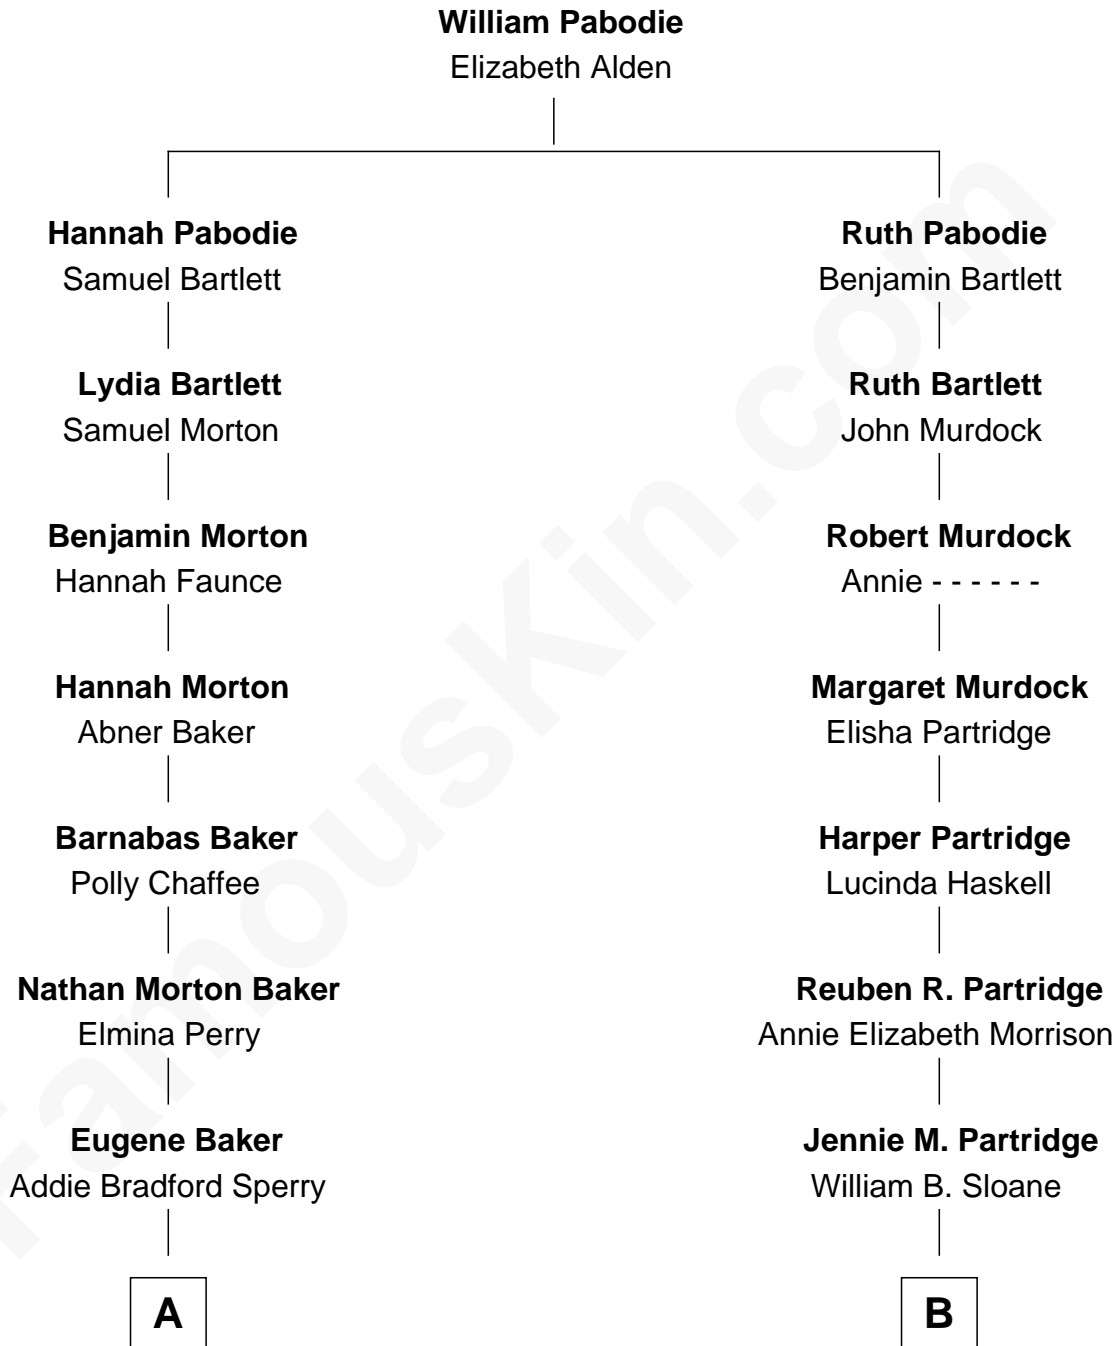 William Pabodie
Elizabeth Alden
Hannah Pabodie
Samuel Bartlett
Ruth Pabodie
Benjamin Bartlett
Lydia Bartlett
Samuel Morton
Ruth Bartlett
John Murdock
Benjamin Morton
Hannah Faunce
Robert Murdock
Annie - - - - - -
Hannah Morton
Abner Baker
Margaret Murdock
Elisha Partridge
Barnabas Baker
Polly Chaffee
Harper Partridge
Lucinda Haskell
Nathan Morton Baker
Elmina Perry
Reuben R. Partridge
Annie Elizabeth Morrison
Eugene Baker
Addie Bradford Sperry
Jennie M. Partridge
William B. Sloane
A
B
FamousKin.com